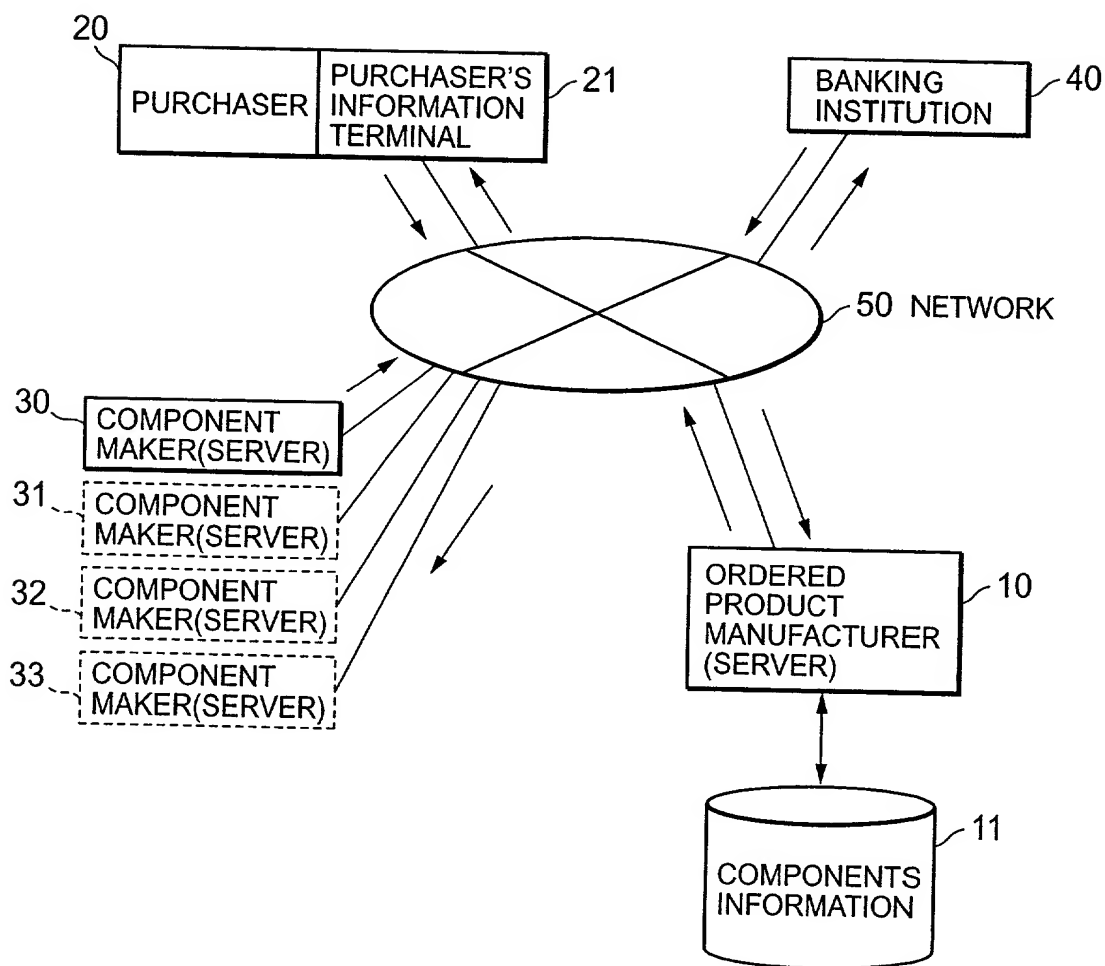 20
PURCHASER
PURCHASER'S
INFORMATION
TERMINAL
21
BANKING
INSTITUTION
40
50 NETWORK
30
COMPONENT
MAKER(SERVER)
31
COMPONENT
MAKER(SERVER)
32
COMPONENT
MAKER(SERVER)
33
COMPONENT
MAKER(SERVER)
ORDERED
PRODUCT
MANUFACTURER
(SERVER)
10
COMPONENTS
INFORMATION
11